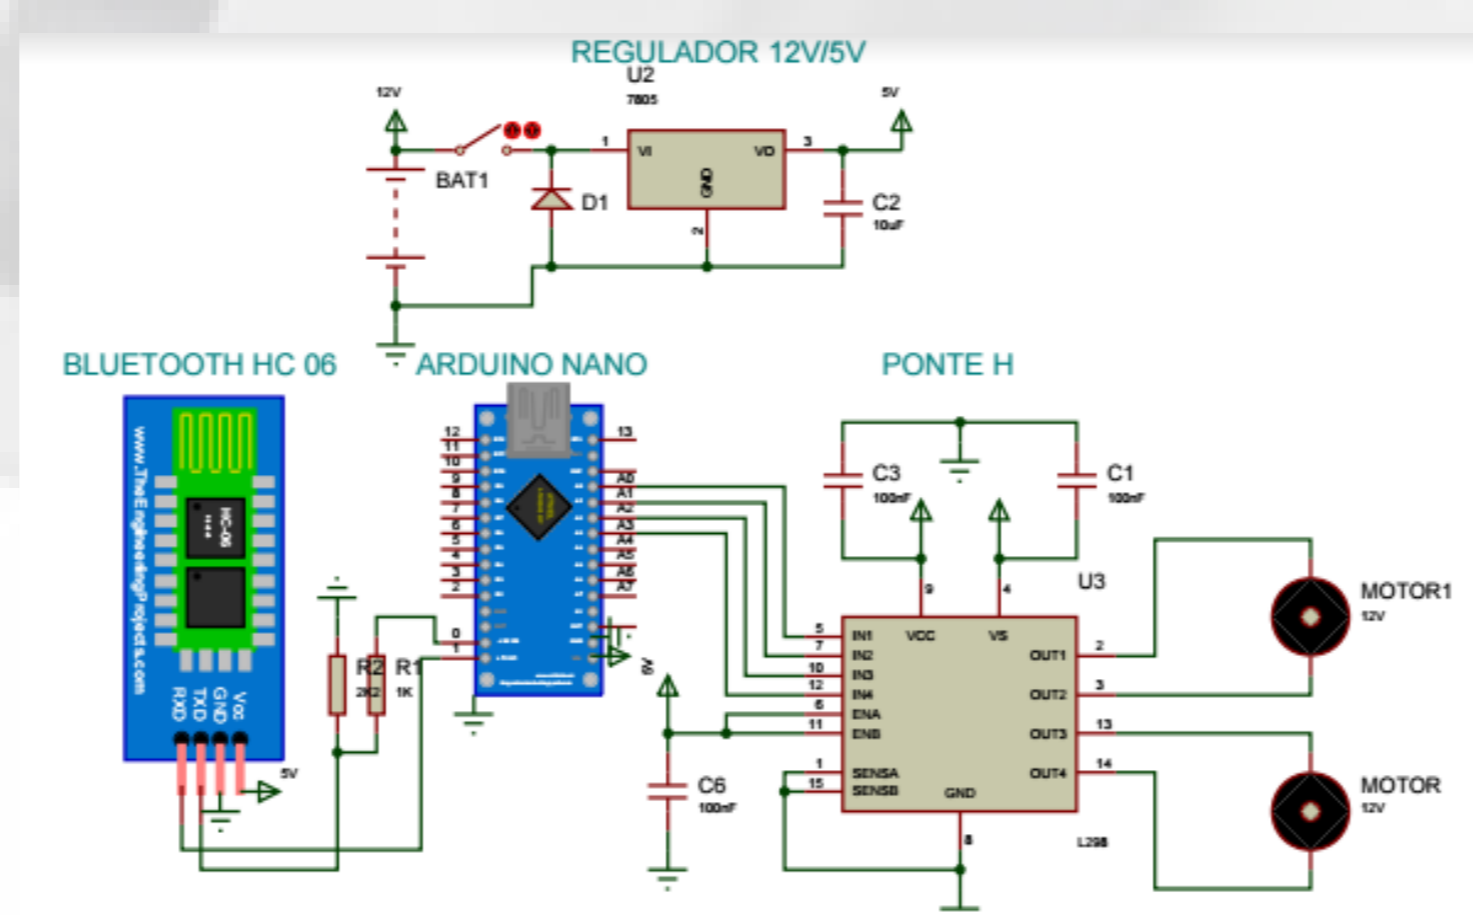 REGULADOR 12V/5V
U2
7805
12V
5V
1
VI
VO
3
GND
2
BAT1
D1
C2
10uF
BLUETOOTH HC 06
ARDUINO NANO
PONTE H
www.TheEngineeringProjects.com
HC-06
RXD
TXD
GND
Vcc
5V
R2
2K2
R1
1K
12
11
10
9
8
7
6
5
4
3
2
0
1
13
A0
A1
A2
A3
A4
A5
A6
A7
C3
100nF
C1
100nF
9
4
U3
VCC
VS
5
IN1
7
IN2
10
IN3
12
IN4
6
ENA
11
ENB
1
SENSA
15
SENSB
GND
8
OUT1
2
OUT2
3
OUT3
13
OUT4
14
L298
C6
100nF
MOTOR1
12V
MOTOR
12V